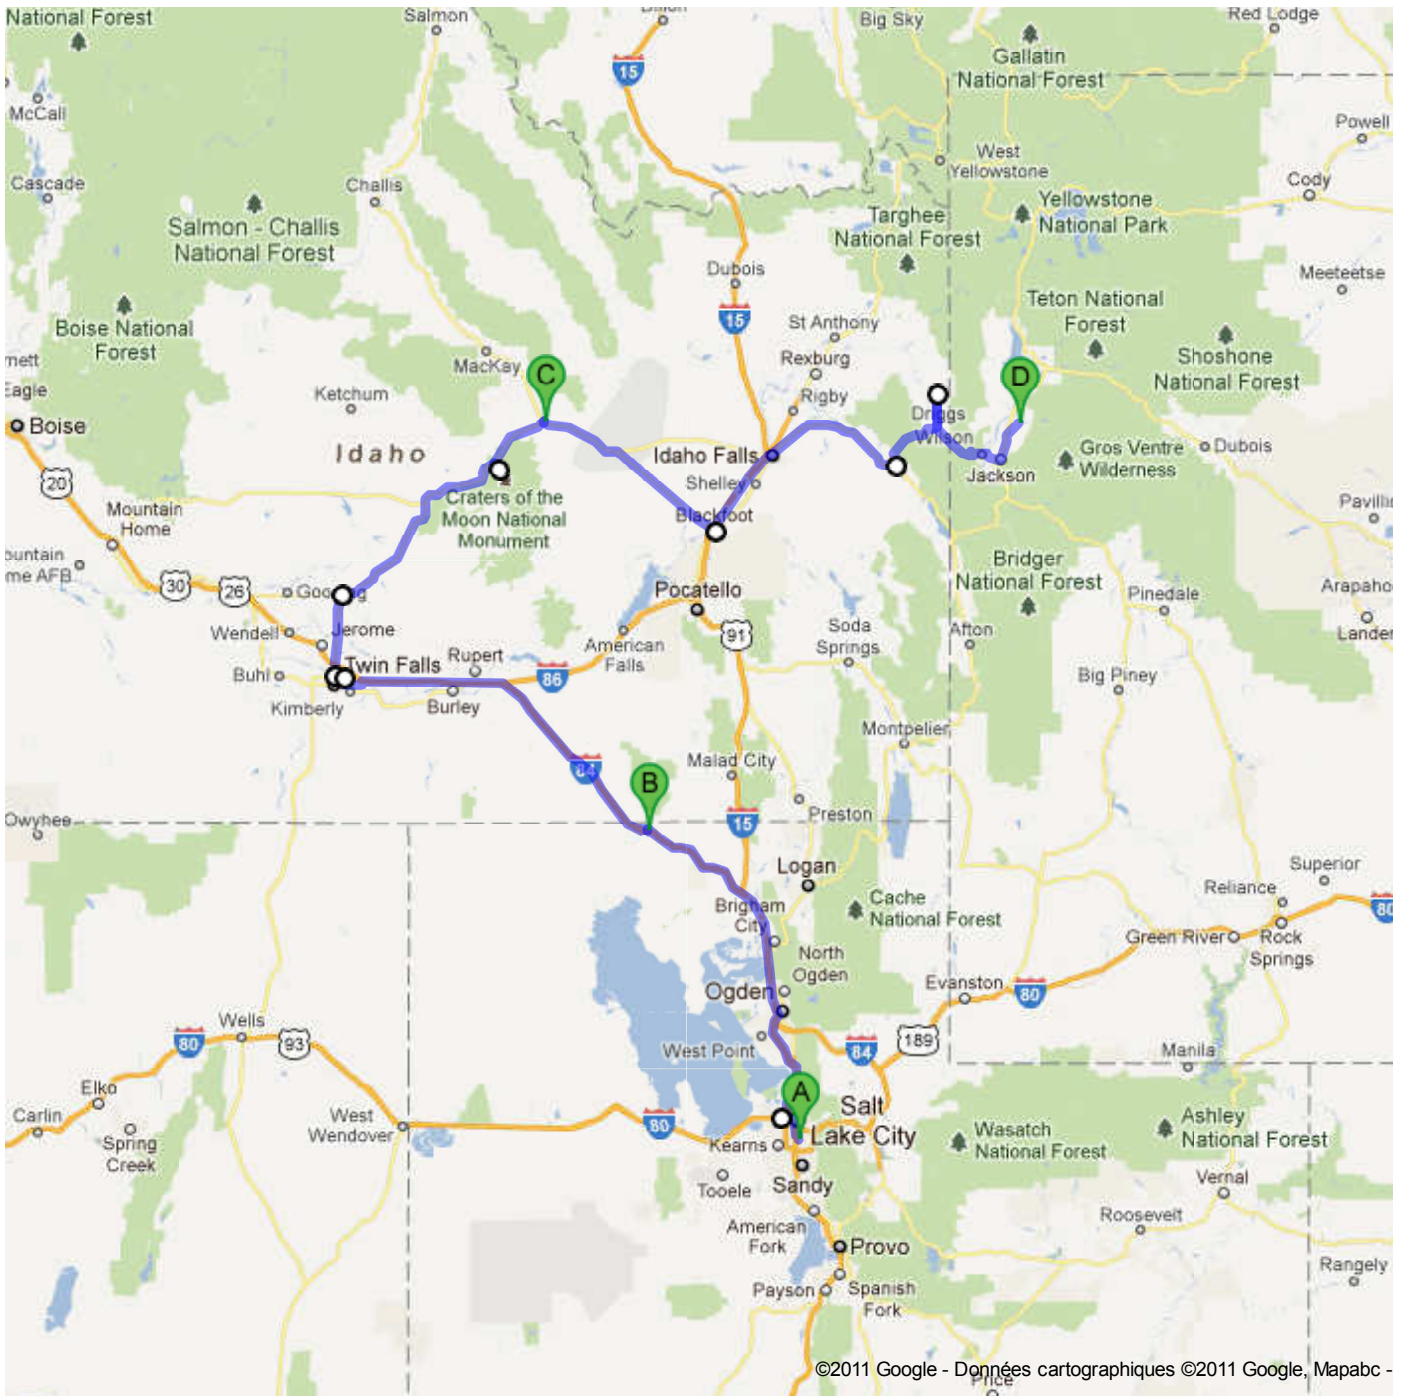 National Forest
Salmon
Dillon
Big Sky
Red Lodge
15
Gallatin
National Forest
McCall
Powell
West
Yellowstone
Cascade
Challis
Cody
Yellowstone
National Park
Targhee
National Forest
Salmon - Challis
National Forest
Dubois
Meeteetse
Teton National
Forest
Boise National
Forest
15
St Anthony
Shoshone
National Forest
Rexburg
MacKay
C
D
Rigby
Ketchum
Driggs
Eagle
Boise
Idaho
Wilson
Gros Ventre
Wilderness
Dubois
Idaho Falls
Shelley
Jackson
20
Craters of the
Moon National
Monument
Blackfoot
Mountain
Home
Bridger
National Forest
30
26
Gooding
Pocatello
Pinedale
Jerome
Wendell
American
Falls
91
Soda
Springs
Afton
Twin Falls
Rupert
Buhl
86
Big Piney
Kimberly
Burley
Montpelier
84
B
Malad City
Owyhee
15
Preston
Logan
Superior
Reliance
Brigham
City
Cache
National Forest
80
Green River
Rock
Springs
North
Ogden
Evanston
Ogden
80
Wells
80
93
West Point
84
189
Manila
Elko
A
Carlin
Spring
Creek
West
Wendover
80
Salt
Lake City
Kearns
Wasatch
National Forest
Ashley
National Forest
Tooele
Sandy
Vernal
American
Fork
Roosevelt
Provo
Payson
Spanish
Fork
Rangely
©2011 Google - Données cartographiques ©2011 Google, Mapabc -
Price